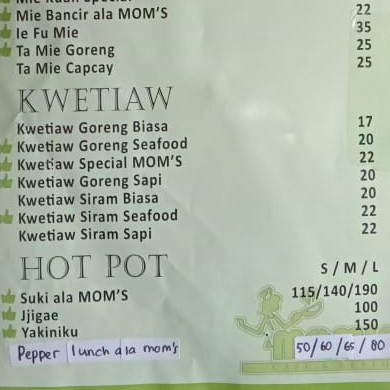 Mie Kuah Special
Mie Bancir ala MOM'S 22
Ie Fu Mie 35
Ta Mie Goreng 25
Ta Mie Capcay 25
KWETIAW
Kwetiaw Goreng Biasa 17
Kwetiaw Goreng Seafood 20
Kwetiaw Special MOM'S 22
Kwetiaw Goreng Sapi 20
Kwetiaw Siram Biasa 20
Kwetiaw Siram Seafood 22
Kwetiaw Siram Sapi 22
HOT POT S / M / L
Suki ala MOM'S 115/140/190
Jjigae 100
Yakiniku 150
Pepper lunch ala mom's 50/60/65/80